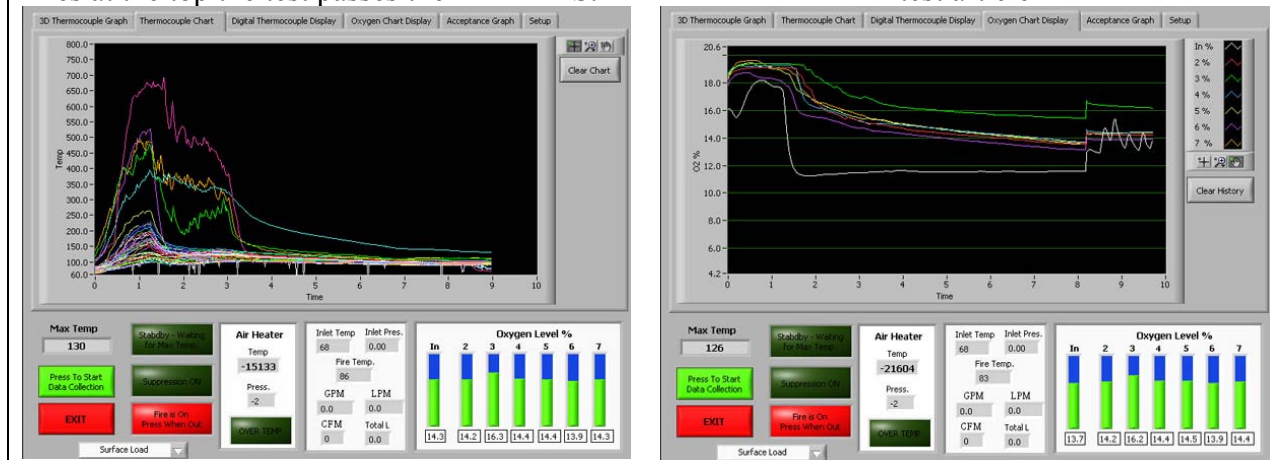 3D Thermocouple Graph Thermocouple Chart Digital Thermocouple Display Oxygen Chart Display Acceptance Graph Setup
800.0
750.0
700.0
650.0
600.0
550.0
500.0
450.0
400.0
350.0
300.0
250.0
200.0
150.0
100.0
60.0
Temp
0 1 2 3 4 5 6 7 8 9 10
Time
Clear Chart
Max Temp
130
Stabdby - Waiting
for Max Temp.
Press To Start
Data Collection
Suppression ON
EXIT
Fire is On
Press When Out
Surface Load
Air Heater
Temp
-15133
Press.
-2
OVER TEMP
Inlet Temp Inlet Pres.
68 0.00
Fire Temp.
86
GPM LPM
0.0 0.0
CFM Total L
0 0.0
Oxygen Level %
In 2 3 4 5 6 7
14.3 14.2 16.3 14.4 14.4 13.9 14.3
3D Thermocouple Graph Thermocouple Chart Digital Thermocouple Display Oxygen Chart Display Acceptance Graph Setup
20.6
18.0
16.0
14.0
12.0
10.0
8.0
6.0
4.2
O2 %
0 1 2 3 4 5 6 7 8 9 10
Time
In %
2 %
3 %
4 %
5 %
6 %
7 %
Clear History
Max Temp
126
Stabdby - Waiting
for Max Temp.
Press To Start
Data Collection
Suppression ON
EXIT
Fire is On
Press When Out
Surface Load
Air Heater
Temp
-21604
Press.
-2
OVER TEMP
Inlet Temp Inlet Pres.
68 0.00
Fire Temp.
83
GPM LPM
0.0 0.0
CFM Total L
0 0.0
Oxygen Level %
In 2 3 4 5 6 7
13.7 14.2 16.2 14.4 14.5 13.9 14.4